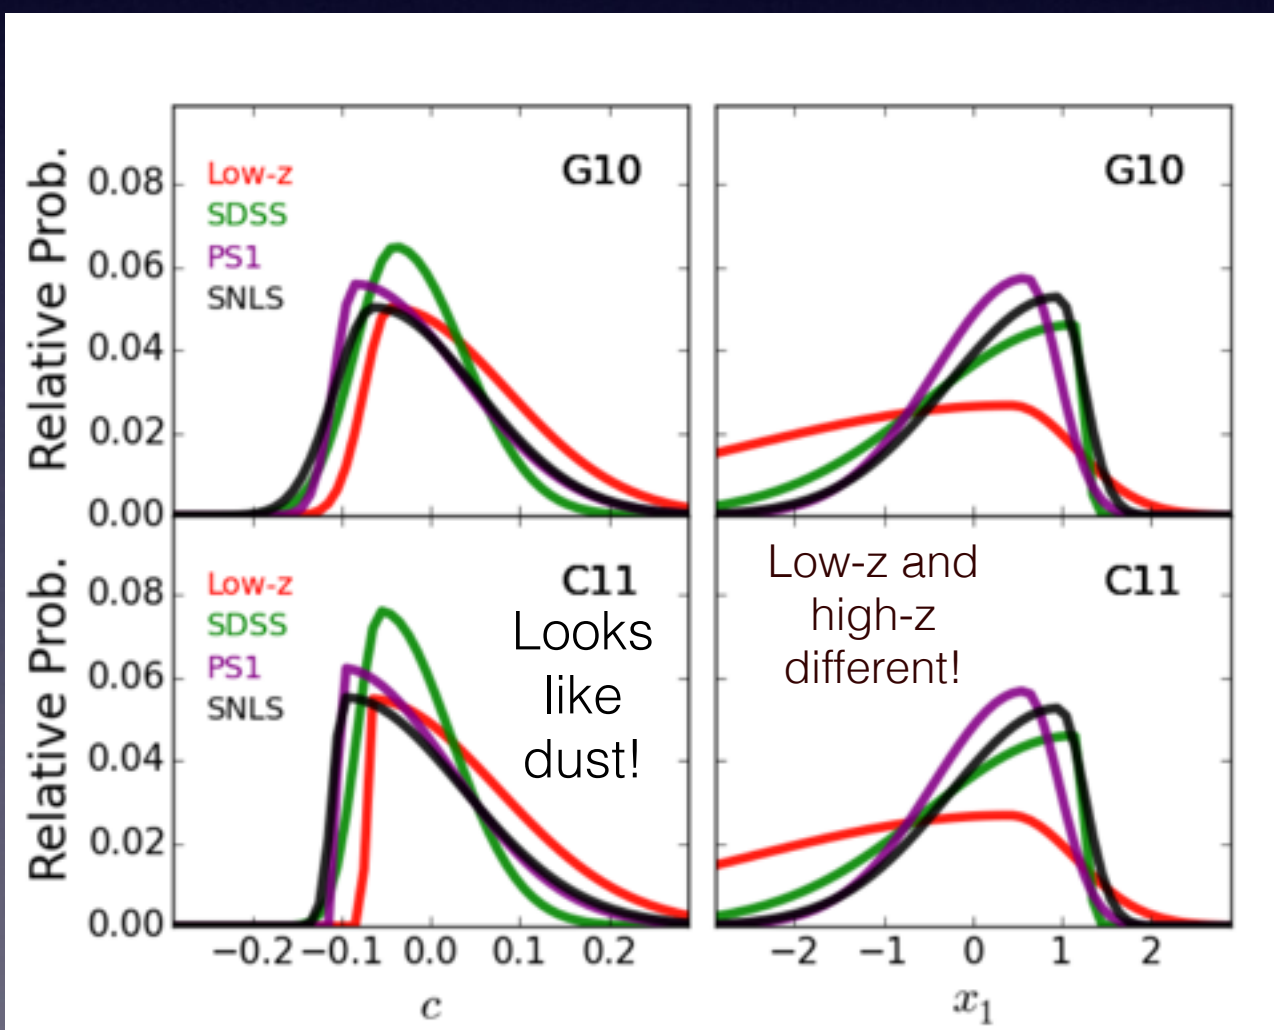 Relative Prob.
0.08
0.06
0.04
0.02
0.00
Low-z
SDSS
PS1
SNLS
G10
G10
Relative Prob.
0.08
0.06
0.04
0.02
0.00
Low-z
SDSS
PS1
SNLS
C11
Looks
like
dust!
Low-z and
high-z
different!
C11
−0.2 −0.1 0.0 0.1 0.2
c
−2 −1 0 1 2
x₁